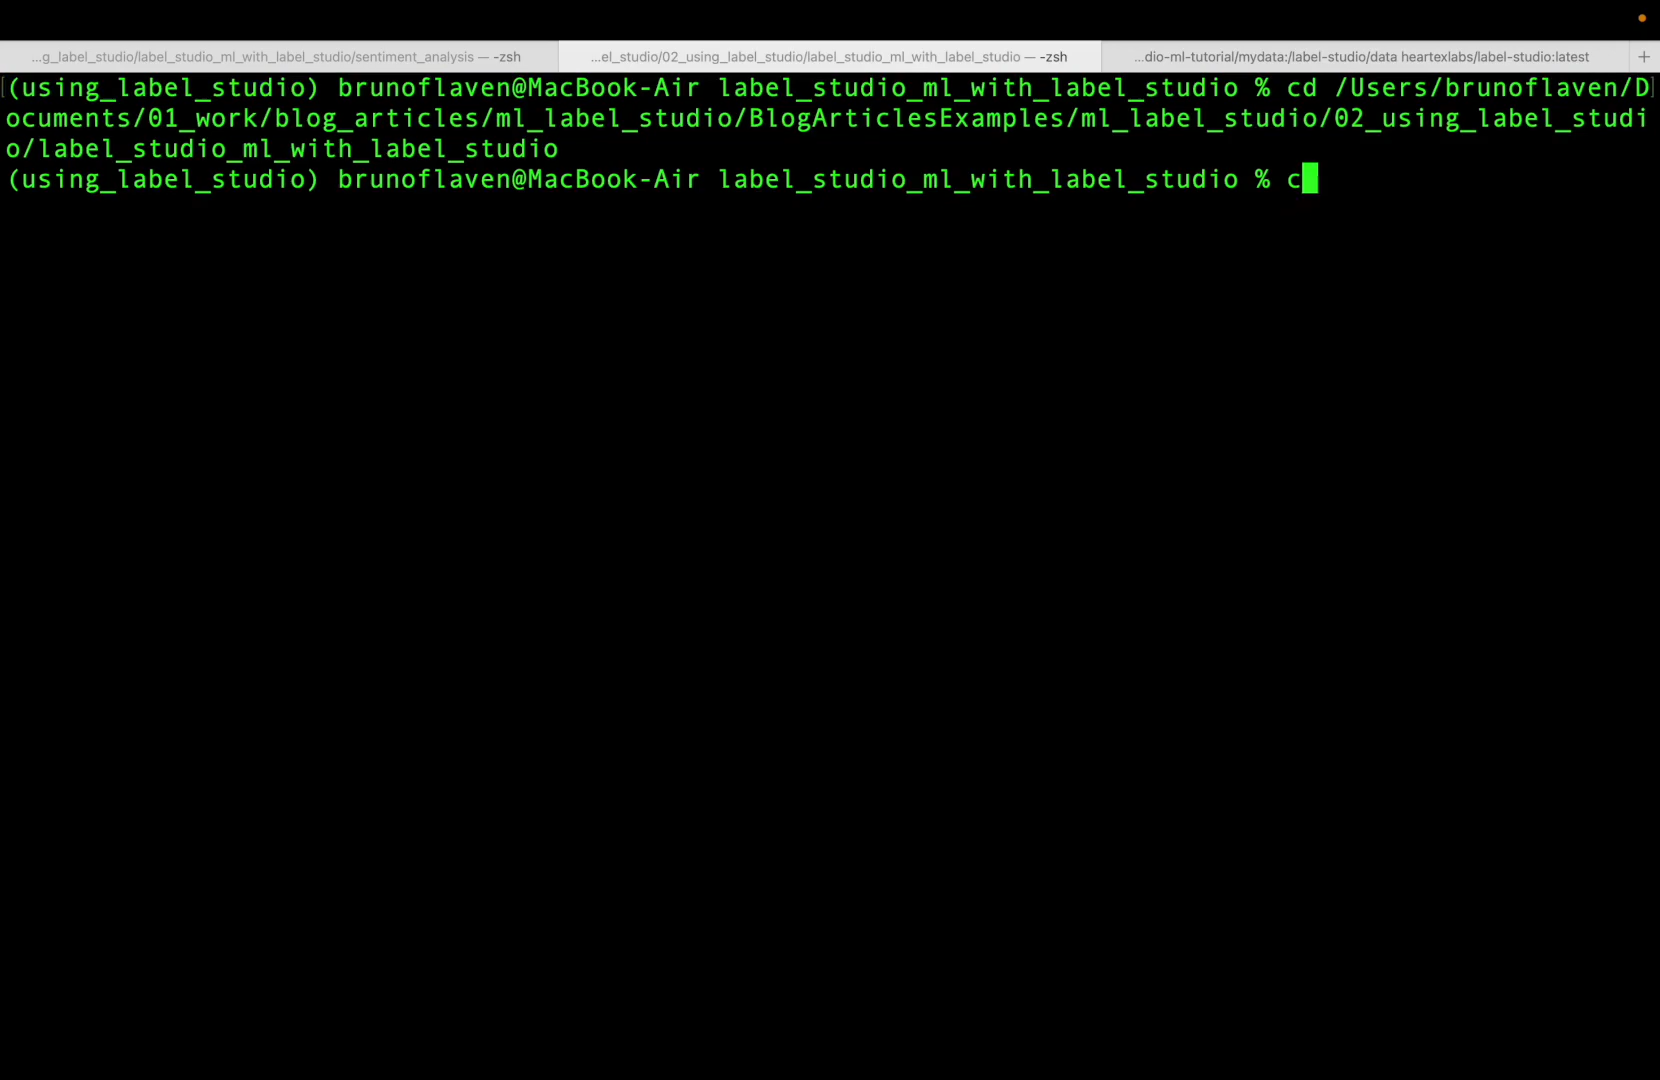 ...g_label_studio/label_studio_ml_with_label_studio/sentiment_analysis — -zsh
...el_studio/02_using_label_studio/label_studio_ml_with_label_studio — -zsh
...dio-ml-tutorial/mydata:/label-studio/data heartexlabs/label-studio:latest
+
(using_label_studio) brunoflaven@MacBook-Air label_studio_ml_with_label_studio % cd /Users/brunoflaven/D
ocuments/01_work/blog_articles/ml_label_studio/BlogArticlesExamples/ml_label_studio/02_using_label_studi
o/label_studio_ml_with_label_studio
(using_label_studio) brunoflaven@MacBook-Air label_studio_ml_with_label_studio % c